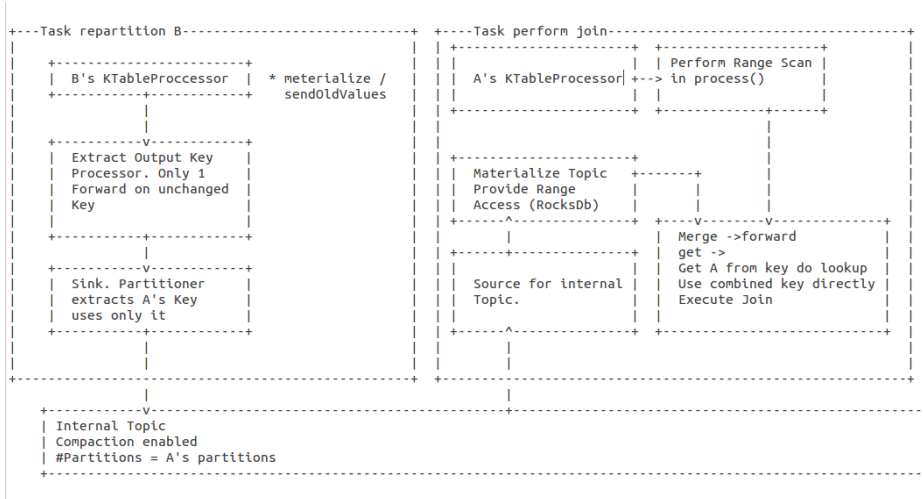 Task repartition B
Task perform join
B's KTableProccessor
* meterialize /
sendOldValues
A's KTableProcessor
Perform Range Scan
in process()
Extract Output Key
Processor. Only 1
Forward on unchanged
Key
Materialize Topic
Provide Range
Access (RocksDb)
Sink. Partitioner
extracts A's Key
uses only it
Source for internal
Topic.
Merge ->forward
get ->
Get A from key do lookup
Use combined key directly
Execute Join
Internal Topic
Compaction enabled
#Partitions = A's partitions